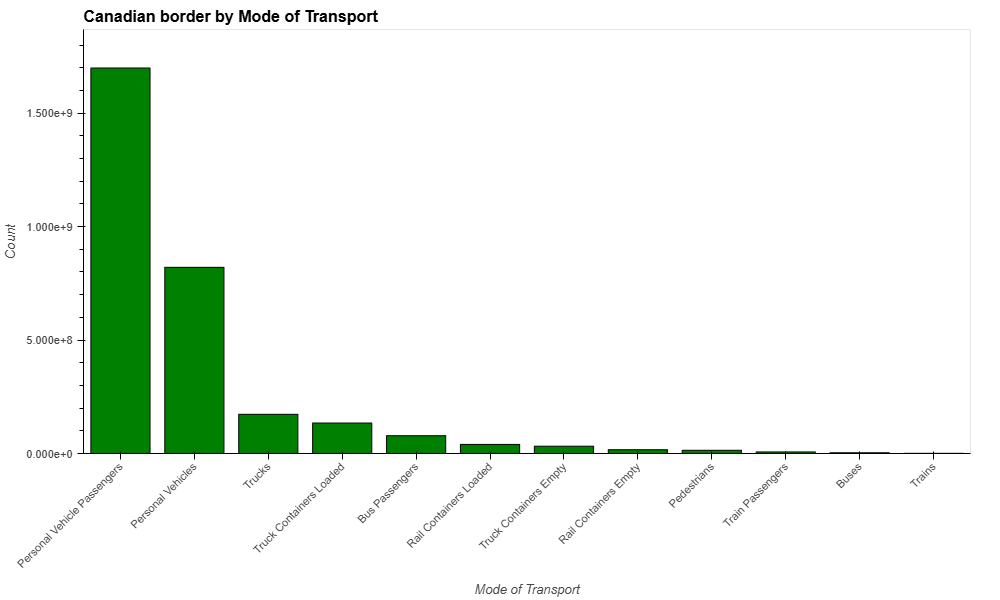 Canadian border by Mode of Transport
Count
1.500e+9
1.000e+9
5.000e+8
0.000e+0
Personal Vehicle Passengers
Personal Vehicles
Trucks
Truck Containers Loaded
Bus Passengers
Rail Containers Loaded
Truck Containers Empty
Rail Containers Empty
Pedestrians
Train Passengers
Buses
Trains
Mode of Transport